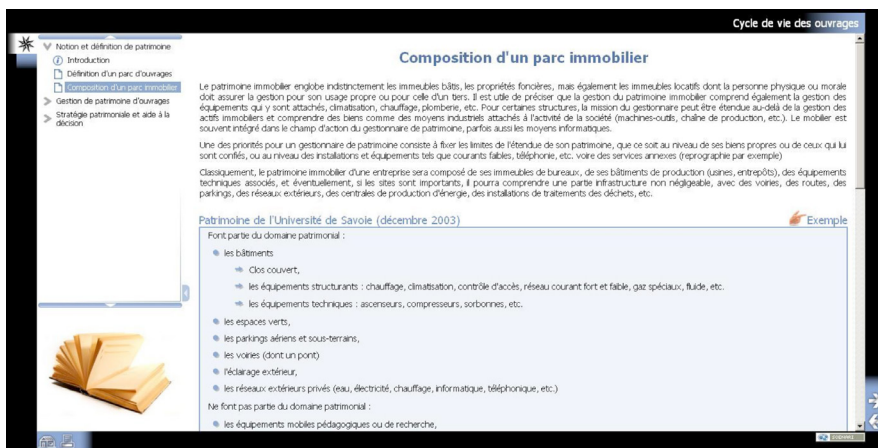 Cycle de vie des ouvrages
Notion et définition de patrimoine
Introduction
Définition d'un parc d'ouvrages
Composition d'un parc immobilier
Gestion de patrimoine d'ouvrages
Stratégie patrimoniale et aide à la
décision
Composition d'un parc immobilier
Le patrimoine immobilier englobe indistinctement les immeubles bâtis, les propriétés foncières, mais également les immeubles locatifs dont la personne physique ou morale
doit assurer la gestion pour son usage propre ou pour celle d'un tiers. Il est utile de préciser que la gestion du patrimoine immobilier comprend également la gestion des
équipements qui y sont attachés, climatisation, chauffage, plomberie, etc. Pour certaines structures, la mission du gestionnaire peut être étendue au-delà de la gestion des
actifs immobiliers et comprendre des biens comme des moyens industriels attachés à l'activité de la société (machines-outils, chaîne de production, etc.). Le mobilier est
souvent intégré dans le champ d'action du gestionnaire de patrimoine, parfois aussi les moyens informatiques.
Une des priorités pour un gestionnaire de patrimoine consiste à fixer les limites de l'étendue de son patrimoine, que ce soit au niveau de ses biens propres ou de ceux qui lui
sont confiés, ou au niveau des installations et équipements tels que courants faibles, téléphonie, etc. voire des services annexes (reprographie par exemple)
Classiquement, le patrimoine immobilier d'une entreprise sera composé de ses immeubles de bureaux, de ses bâtiments de production (usines, entrepôts), des équipements
techniques associés, et éventuellement, si les sites sont importants, il pourra comprendre une partie infrastructure non négligeable, avec des voiries, des routes, des
parkings, des réseaux extérieurs, des centrales de production d'énergie, des installations de traitements des déchets, etc.
Patrimoine de l'Université de Savoie (décembre 2003) Exemple
Font partie du domaine patrimonial :
les bâtiments
Clos couvert,
les équipements structurants : chauffage, climatisation, contrôle d'accès, réseau courant fort et faible, gaz spéciaux, fluide, etc.
les équipements techniques : ascenseurs, compresseurs, sorbonnes, etc.
les espaces verts,
les parkings aériens et sous-terrains,
les voiries (dont un pont)
l'éclairage extérieur,
les réseaux extérieurs privés (eau, électricité, chauffage, informatique, téléphonique, etc.)
Ne font pas partie du domaine patrimonial :
les équipements mobiles pédagogiques ou de recherche,